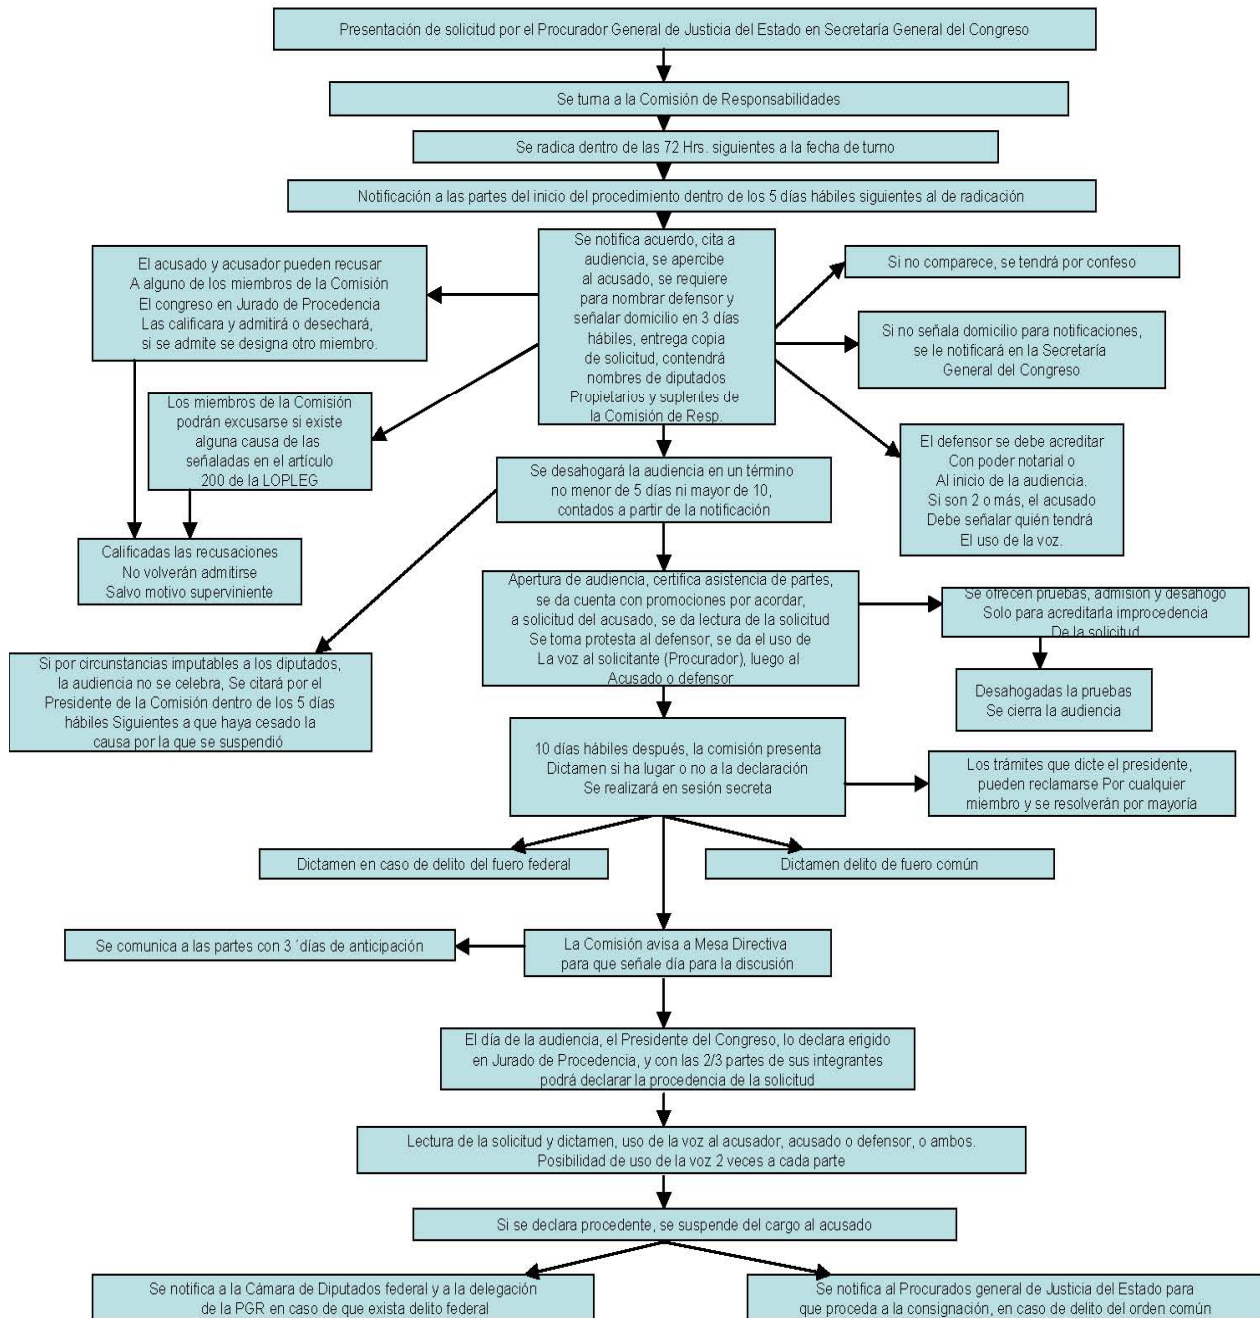 Presentación de solicitud por el Procurador General de Justicia del Estado en Secretaría General del Congreso
Se turna a la Comisión de Responsabilidades
Se radica dentro de las 72 Hrs. siguientes a la fecha de turno
Notificación a las partes del inicio del procedimiento dentro de los 5 días hábiles siguientes al de radicación
Se notifica acuerdo, cita a
audiencia, se apercibe
al acusado, se requiere
para nombrar defensor y
señalar domicilio en 3 días
hábiles, entrega copia
de solicitud, contendrá
nombres de diputados
Propietarios y suplentes de
la Comisión de Resp.
El acusado y acusador pueden recusar
A alguno de los miembros de la Comisión
El congreso en Jurado de Procedencia
Las calificara y admitirá o desechará,
si se admite se designa otro miembro.
Si no comparece, se tendrá por confeso
Si no señala domicilio para notificaciones,
se le notificará en la Secretaría
General del Congreso
Los miembros de la Comisión
podrán excusarse si existe
alguna causa de las
señaladas en el artículo
200 de la LOPLEG
El defensor se debe acreditar
Con poder notarial o
Al inicio de la audiencia.
Si son 2 o más, el acusado
Debe señalar quién tendrá
El uso de la voz.
Se desahogará la audiencia en un término
no menor de 5 días ni mayor de 10,
contados a partir de la notificación
Calificadas las recusaciones
No volverán admitirse
Salvo motivo superviniente
Apertura de audiencia, certifica asistencia de partes,
se da cuenta con promociones por acordar,
a solicitud del acusado, se da lectura de la solicitud
Se toma protesta al defensor, se da el uso de
La voz al solicitante (Procurador), luego al
Acusado o defensor
Se ofrecen pruebas, admisión y desahogo
Solo para acreditarla improcedencia
De la solicitud
Si por circunstancias imputables a los diputados,
la audiencia no se celebra, Se citará por el
Presidente de la Comisión dentro de los 5 días
hábiles Siguientes a que haya cesado la
causa por la que se suspendió
Desahogadas la pruebas
Se cierra la audiencia
10 días hábiles después, la comisión presenta
Dictamen si ha lugar o no a la declaración
Se realizará en sesión secreta
Los trámites que dicte el presidente,
pueden reclamarse Por cualquier
miembro y se resolverán por mayoría
Dictamen en caso de delito del fuero federal
Dictamen delito de fuero común
Se comunica a las partes con 3 ´días de anticipación
La Comisión avisa a Mesa Directiva
para que señale día para la discusión
El día de la audiencia, el Presidente del Congreso, lo declara erigido
en Jurado de Procedencia, y con las 2/3 partes de sus integrantes
podrá declarar la procedencia de la solicitud
Lectura de la solicitud y dictamen, uso de la voz al acusador, acusado o defensor, o ambos.
Posibilidad de uso de la voz 2 veces a cada parte
Si se declara procedente, se suspende del cargo al acusado
Se notifica a la Cámara de Diputados federal y a la delegación
de la PGR en caso de que exista delito federal
Se notifica al Procurados general de Justicia del Estado para
que proceda a la consignación, en caso de delito del orden común